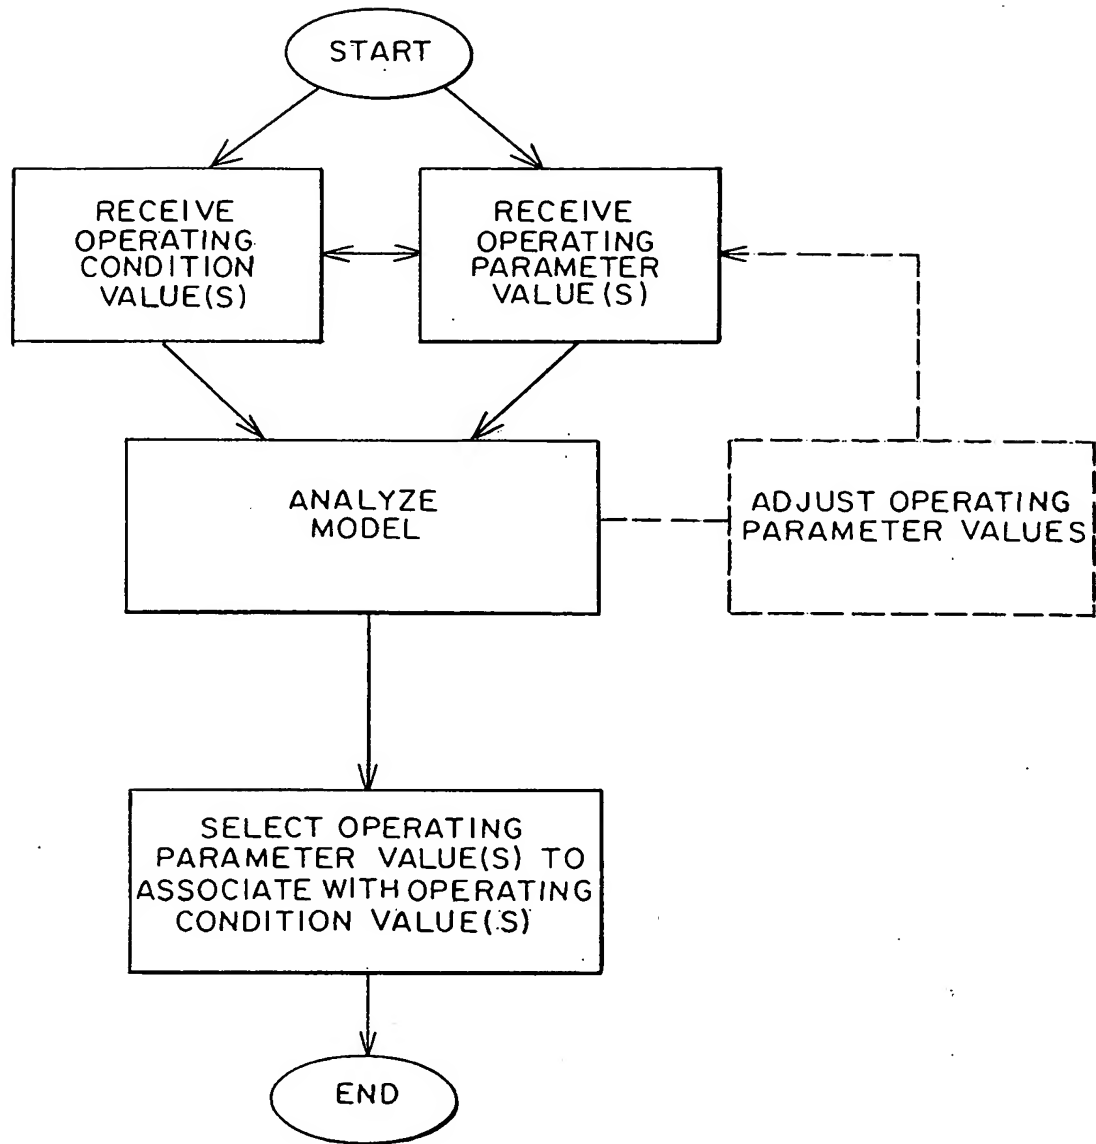 START
RECEIVE
OPERATING
CONDITION
VALUE(S)
RECEIVE
OPERATING
PARAMETER
VALUE(S)
ANALYZE
MODEL
ADJUST OPERATING
PARAMETER VALUES
SELECT OPERATING
PARAMETER VALUE(S) TO
ASSOCIATE WITH OPERATING
CONDITION VALUE(S)
END